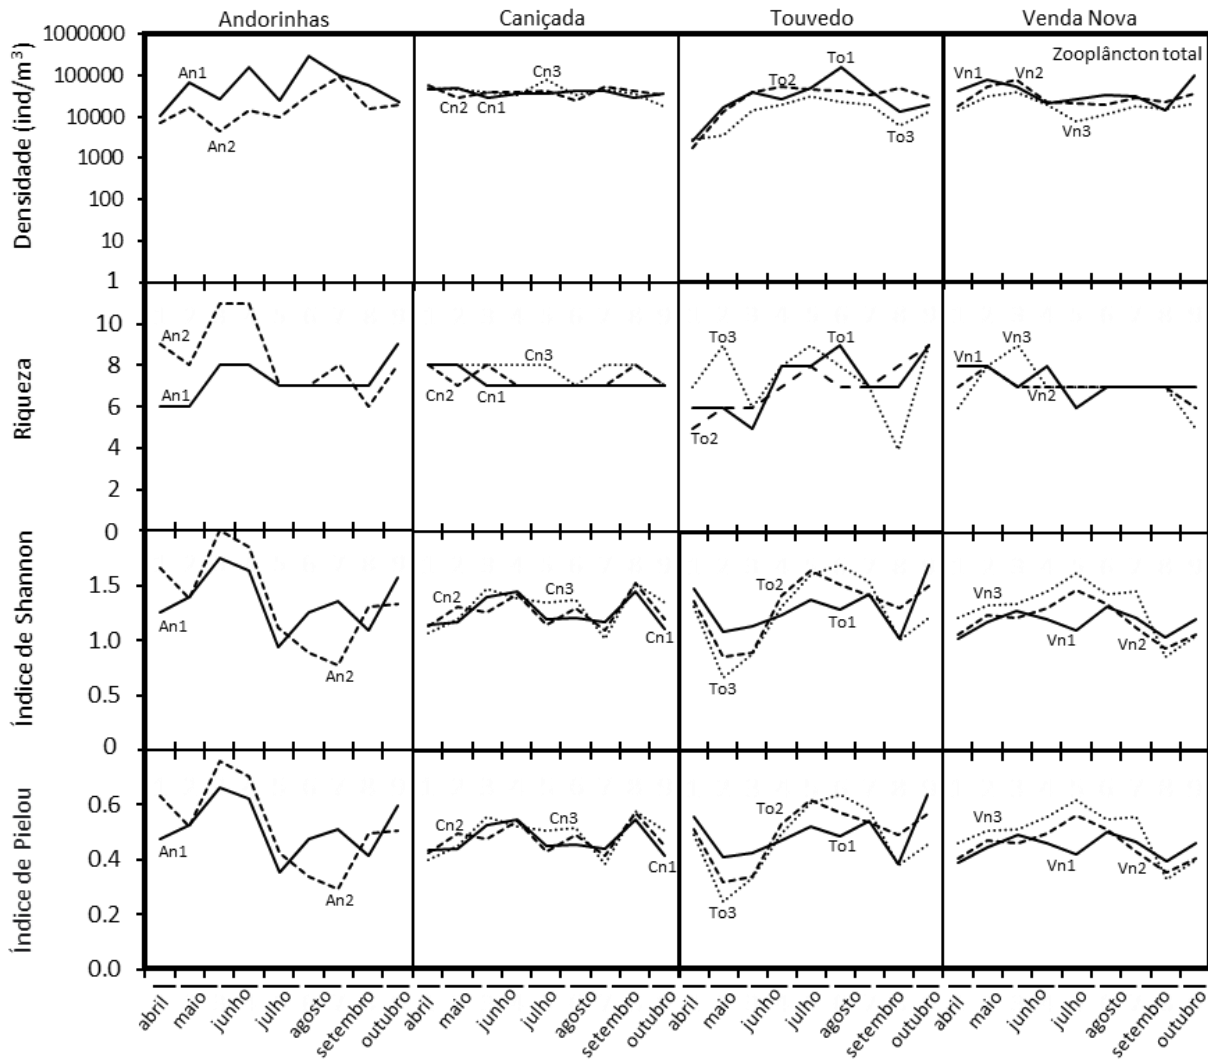 Andorinhas Caniçada Touvedo Venda Nova
Densidade (ind/m³)
1000000
100000
10000
1000
100
10
1
An1
An2
Cn3
Cn2 Cn1
To1
To2
To3
Zooplâncton total
Vn1 Vn2
Vn3
Riqueza
10
8
6
4
2
0
An2
An1
Cn3
Cn2 Cn1
To3 To1
To2
Vn1 Vn3
Vn2
Índice de Shannon
1.5
1.0
0.5
0
An1
An2
Cn2 Cn3
Cn1
To2
To1
To3
Vn3
Vn1 Vn2
Índice de Pielou
0.6
0.4
0.2
0.0
An1
An2
Cn2 Cn3
Cn1
To2
To1
To3
Vn3
Vn1 Vn2
abril maio junho julho agosto setembro outubro
abril maio junho julho agosto setembro outubro
abril maio junho julho agosto setembro outubro
abril maio junho julho agosto setembro outubro